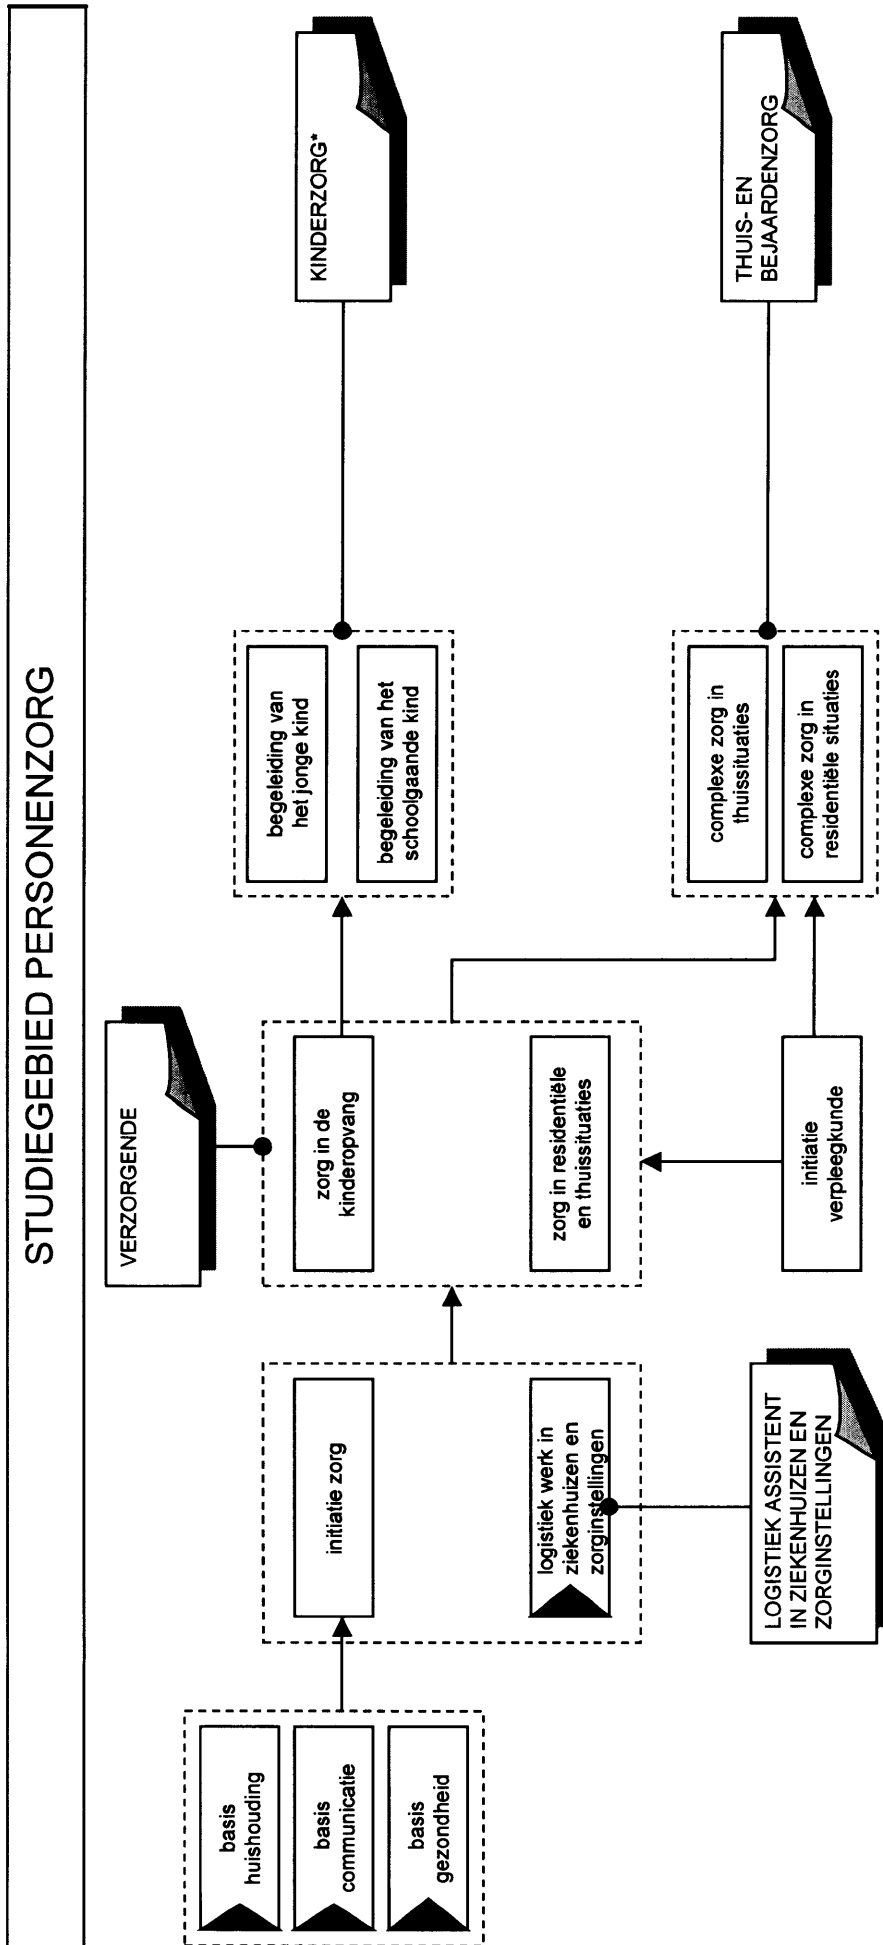 STUDIEGEBIED PERSONENZORG
basis
huishouding
basis
communicatie
basis
gezondheid
initiatie zorg
logistiek werk in
ziekenhuizen en
zorginstellingen
LOGISTIEK ASSISTENT
IN ZIEKENHUIZEN EN
ZORGINSTELLINGEN
VERZORGENDE
zorg in de
kinderopvang
zorg in residentiële
en thuissituaties
initiatie
verpleegkunde
begeleiding van
het jonge kind
begeleiding van het
schoolgaande kind
complexe zorg in
thuissituaties
complexe zorg in
residentiële situaties
KINDERZORG*
THUIS- EN
BEJAARDENZORG